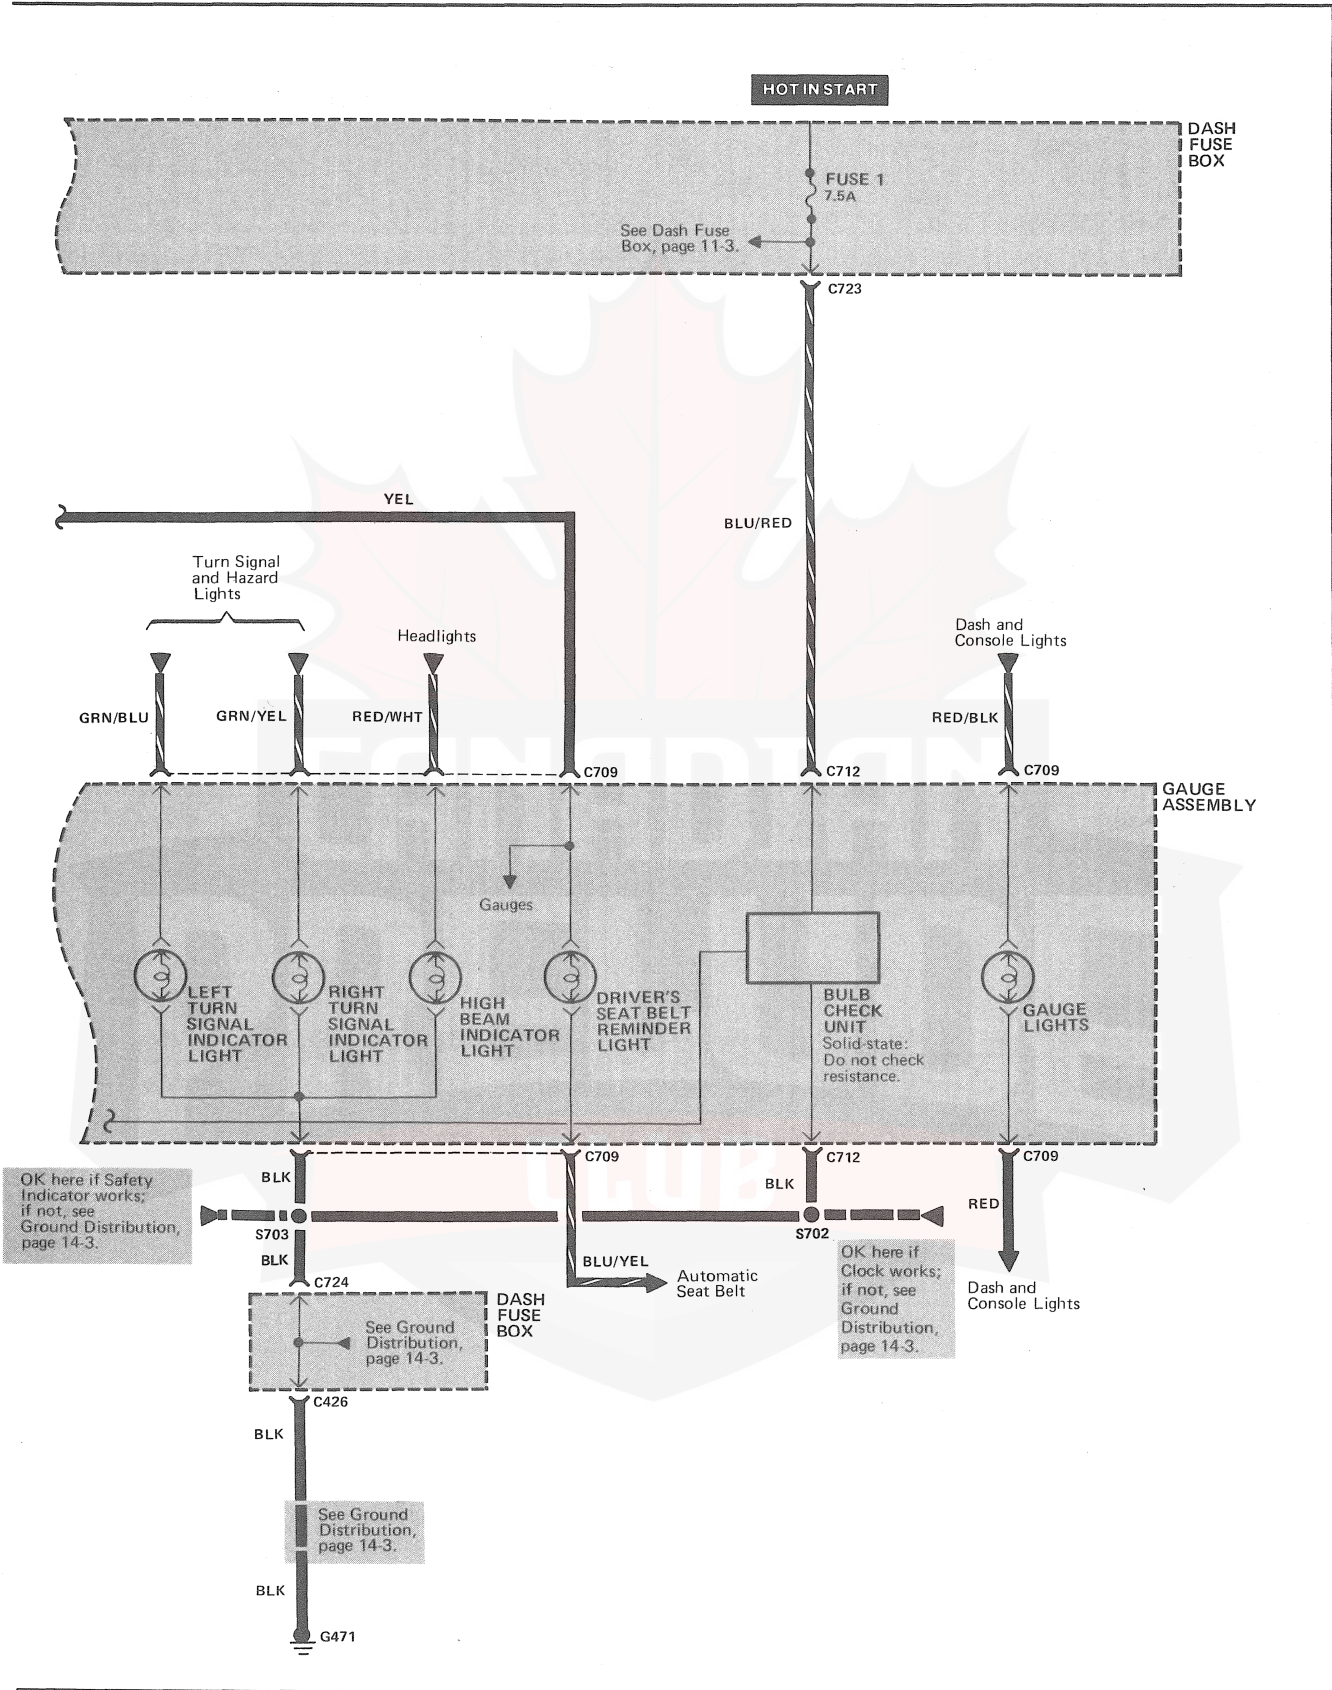 HOT IN START
DASH
FUSE
BOX
FUSE 1
7.5A
See Dash Fuse
Box, page 11-3.
C723
YEL
BLU/RED
Turn Signal
and Hazard
Lights
Headlights
Dash and
Console Lights
GRN/BLU
GRN/YEL
RED/WHT
RED/BLK
C709
C712
C709
GAUGE
ASSEMBLY
CANADIAN
Gauges
LEFT
TURN
SIGNAL
INDICATOR
LIGHT
RIGHT
TURN
SIGNAL
INDICATOR
LIGHT
HIGH
BEAM
INDICATOR
LIGHT
DRIVER'S
SEAT BELT
REMINDER
LIGHT
BULB
CHECK
UNIT
Solid-state:
Do not check
resistance.
GAUGE
LIGHTS
C709
C712
C709
CLUB
BLK
BLK
RED
OK here if Safety
Indicator works;
if not, see
Ground Distribution,
page 14-3.
S703
S702
BLK
BLU/YEL
Automatic
Seat Belt
OK here if
Clock works;
if not, see
Ground
Distribution,
page 14-3.
Dash and
Console Lights
C724
DASH
FUSE
BOX
See Ground
Distribution,
page 14-3.
C426
BLK
See Ground
Distribution,
page 14-3.
BLK
G471